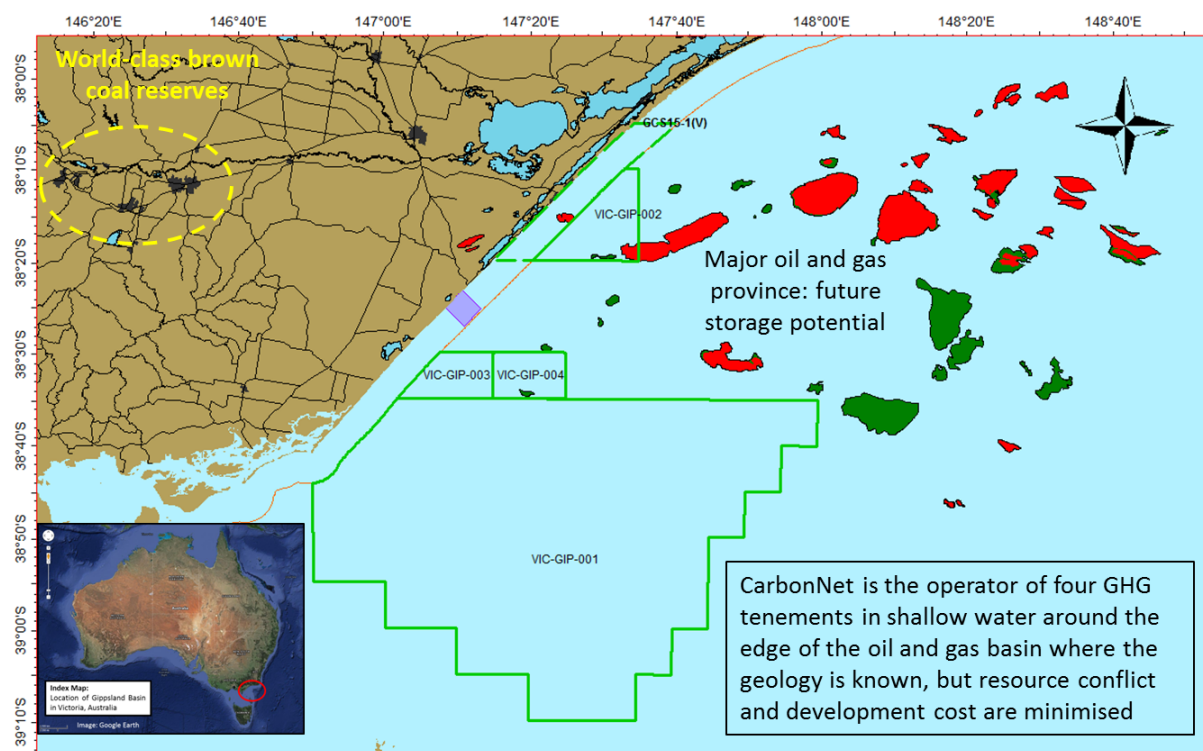 146°20'E 146°40'E 147°00'E 147°20'E 147°40'E 148°00'E 148°20'E 148°40'E
38°00'S
38°10'S
38°20'S
38°30'S
38°40'S
38°50'S
39°00'S
39°10'S
World-class brown
coal reserves
GCS15-1(V)
VIC-GIP-002
Major oil and gas
province: future
storage potential
VIC-GIP-003
VIC-GIP-004
VIC-GIP-001
CarbonNet is the operator of four GHG
tenements in shallow water around the
edge of the oil and gas basin where the
geology is known, but resource conflict
and development cost are minimised
Index Map:
Location of Gippsland Basin
in Victoria, Australia
Image: Google Earth